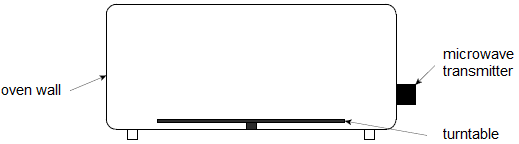 microwave
transmitter
oven wall
turntable